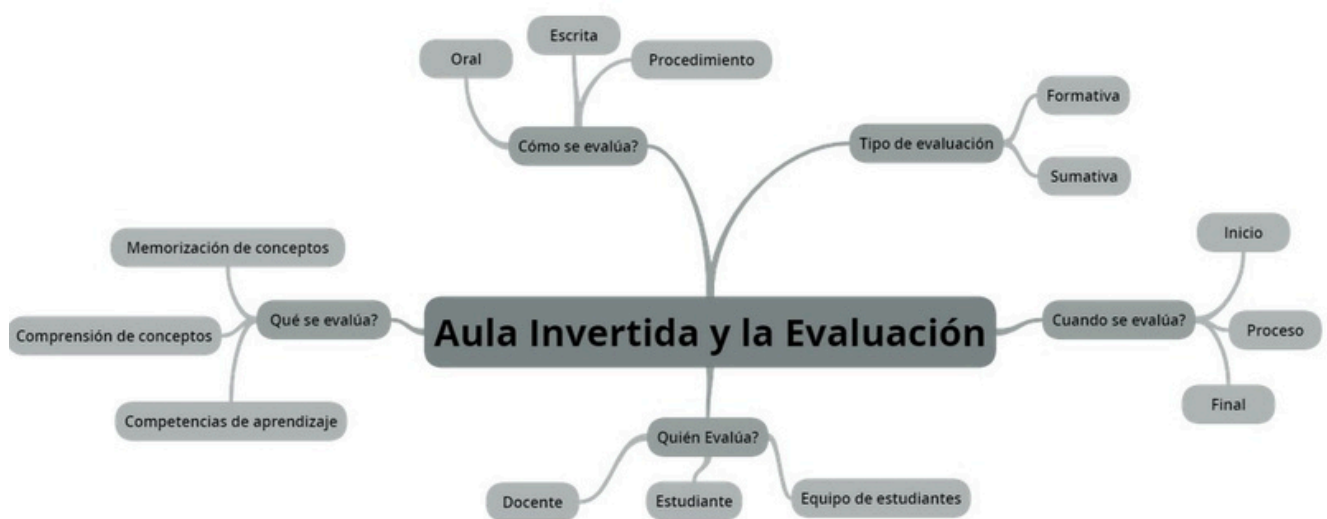 Escrita
Oral
Procedimiento
Cómo se evalúa?
Formativa
Tipo de evaluación
Sumativa
Memorización de conceptos
Qué se evalúa?
Comprensión de conceptos
Competencias de aprendizaje
Aula Invertida y la Evaluación
Inicio
Cuando se evalúa?
Proceso
Final
Quién Evalúa?
Docente
Estudiante
Equipo de estudiantes